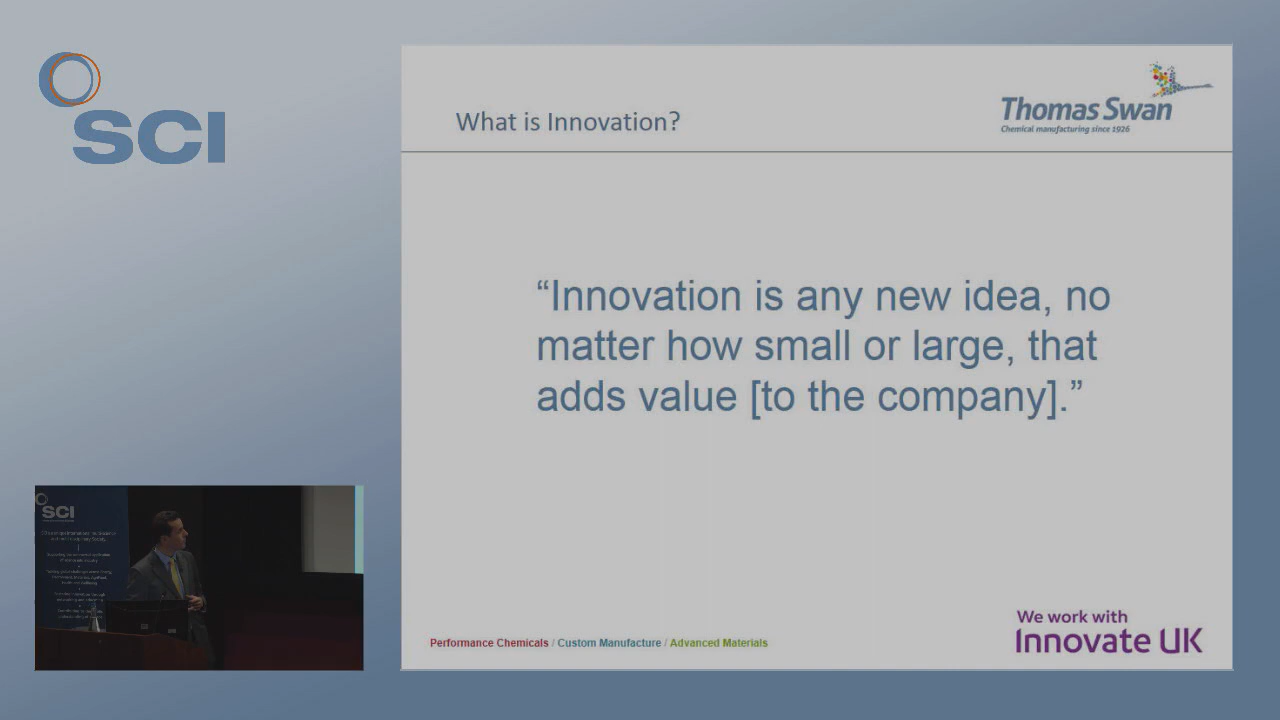 SCI
What is Innovation?
Thomas Swan
Chemical manufacturing since 1926
“Innovation is any new idea, no
matter how small or large, that
adds value [to the company].”
Performance Chemicals / Custom Manufacture / Advanced Materials
We work with
Innovate UK
SCI